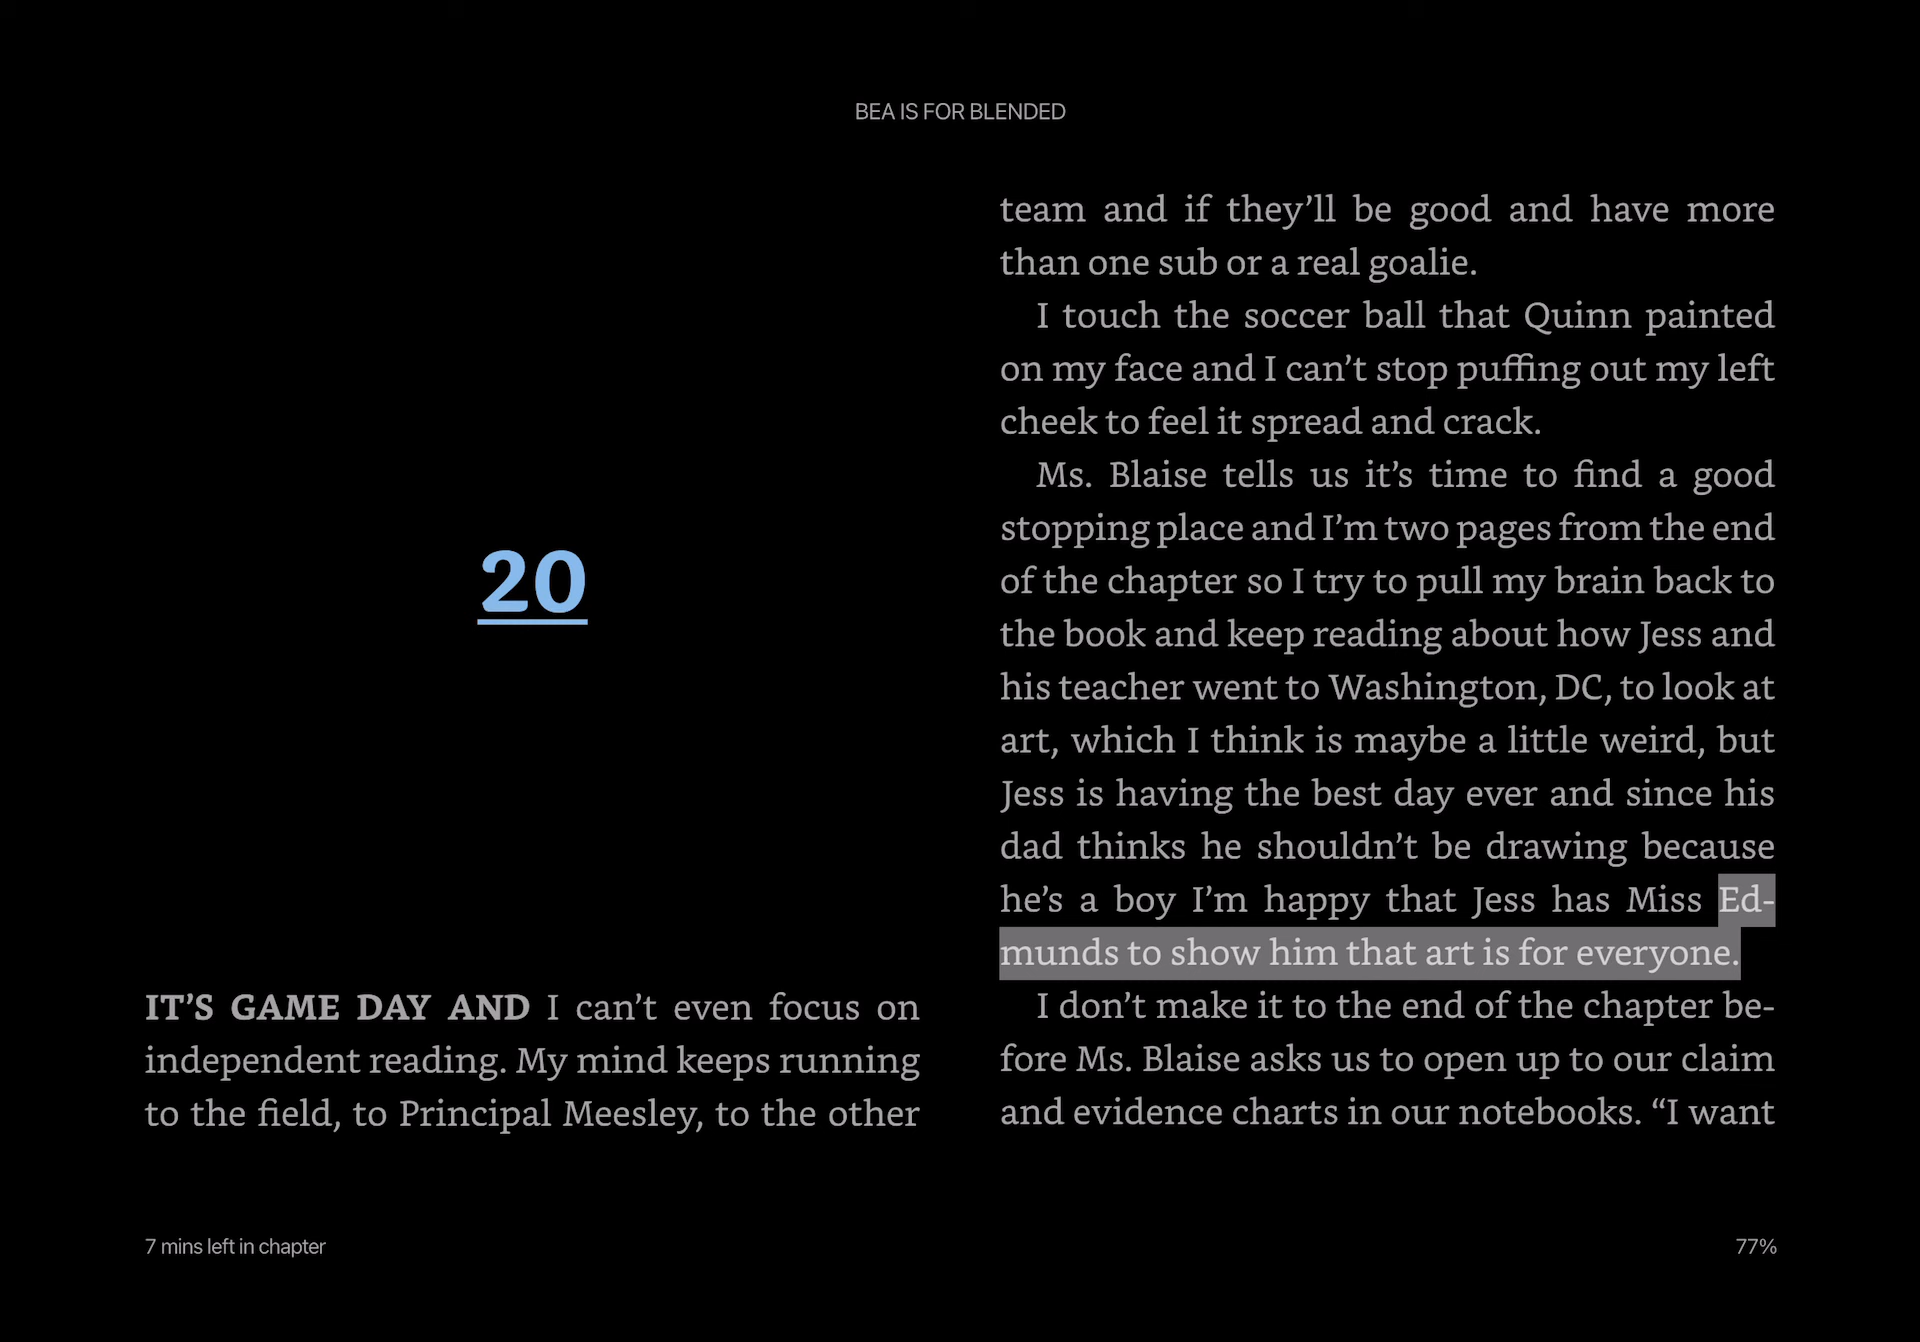 BEA IS FOR BLENDED
20
IT’S GAME DAY AND I can’t even focus on
independent reading. My mind keeps running
to the field, to Principal Meesley, to the other
team and if they’ll be good and have more
than one sub or a real goalie.
I touch the soccer ball that Quinn painted
on my face and I can’t stop puffing out my left
cheek to feel it spread and crack.
Ms. Blaise tells us it’s time to find a good
stopping place and I’m two pages from the end
of the chapter so I try to pull my brain back to
the book and keep reading about how Jess and
his teacher went to Washington, DC, to look at
art, which I think is maybe a little weird, but
Jess is having the best day ever and since his
dad thinks he shouldn’t be drawing because
he’s a boy I’m happy that Jess has Miss Ed-
munds to show him that art is for everyone.
I don’t make it to the end of the chapter be-
fore Ms. Blaise asks us to open up to our claim
and evidence charts in our notebooks. “I want
7 mins left in chapter
77%